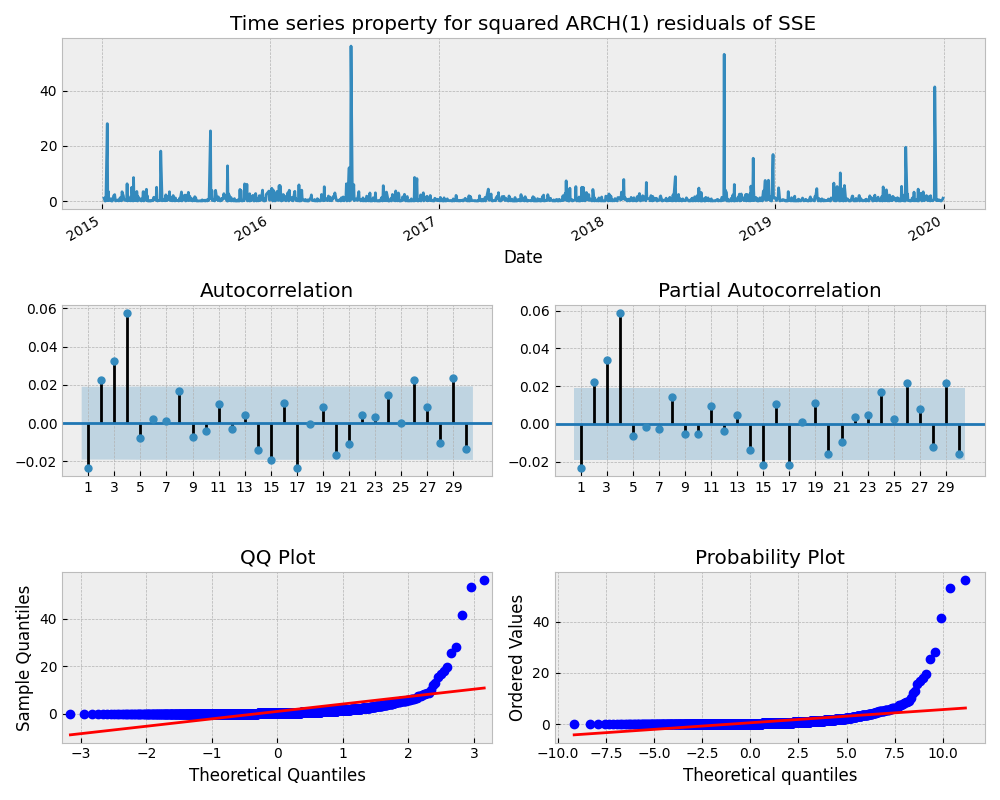 Time series property for squared ARCH(1) residuals of SSE
40
20
0
2015 2016 2017 2018 2019 2020
Date
Autocorrelation
0.06
0.04
0.02
0.00
−0.02
1 3 5 7 9 11 13 15 17 19 21 23 25 27 29
Partial Autocorrelation
0.06
0.04
0.02
0.00
−0.02
1 3 5 7 9 11 13 15 17 19 21 23 25 27 29
QQ Plot
Sample Quantiles
40
20
0
−3 −2 −1 0 1 2 3
Theoretical Quantiles
Probability Plot
Ordered Values
40
20
0
−10.0 −7.5 −5.0 −2.5 0.0 2.5 5.0 7.5 10.0
Theoretical quantiles